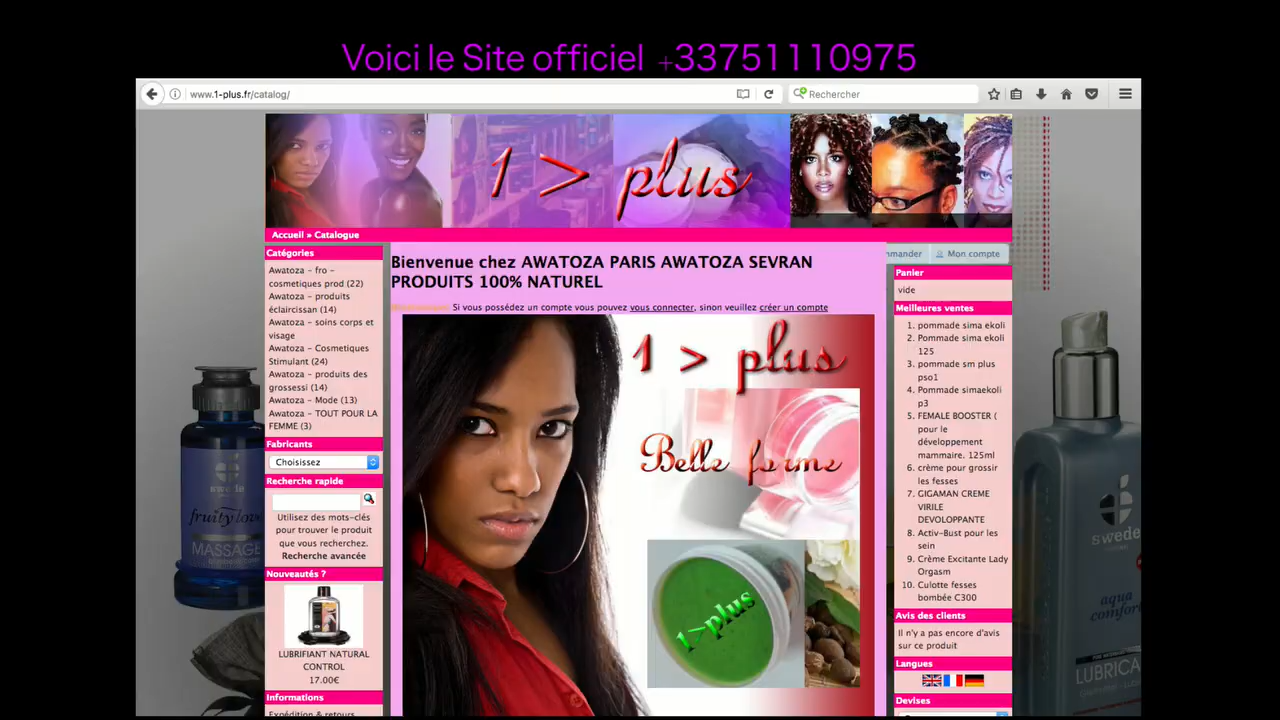 Voici le Site officiel +33751110975
www.1-plus.fr/catalog/
Rechercher
1 > plus
Accueil » Catalogue
Catégories
Awatoza - fro -
cosmetiques prod (22)
Awatoza - produits
éclaircissan (14)
Awatoza - soins corps et
visage
Awatoza - Cosmetiques
Stimulant (24)
Awatoza - produits des
grossessi (14)
Awatoza - Mode (13)
Awatoza - TOUT POUR LA
FEMME (3)
Fabricants
Choisissez
Recherche rapide
Utilisez des mots-clés
pour trouver le produit
que vous recherchez.
Recherche avancée
Nouveautés ?
LUBRIFIANT NATURAL
CONTROL
17.00€
Informations
Expédition & retours
Bienvenue chez AWATOZA PARIS AWATOZA SEVRAN
PRODUITS 100% NATUREL
Si vous possédez un compte vous pouvez vous connecter, sinon veuillez créer un compte
1 > plus
Belle forme
1>plus
mmander
Mon compte
Panier
vide
Meilleures ventes
1. pommade sima ekoli
2. Pommade sima ekoli
125
3. pommade sm plus
pso1
4. Pommade simaekoli
p3
5. FEMALE BOOSTER (
pour le
développement
mammaire. 125ml
6. crème pour grossir
les fesses
7. GIGAMAN CREME
VIRILE
DEVOLOPPANTE
8. Activ-Bust pour les
sein
9. Crème Excitante Lady
Orgasm
10. Culotte fesses
bombée C300
Avis des clients
Il n'y a pas encore d'avis
sur ce produit
Langues
Devises
swede
fruity love
MASSAGE
swede
aqua
comfort
LUBRICA